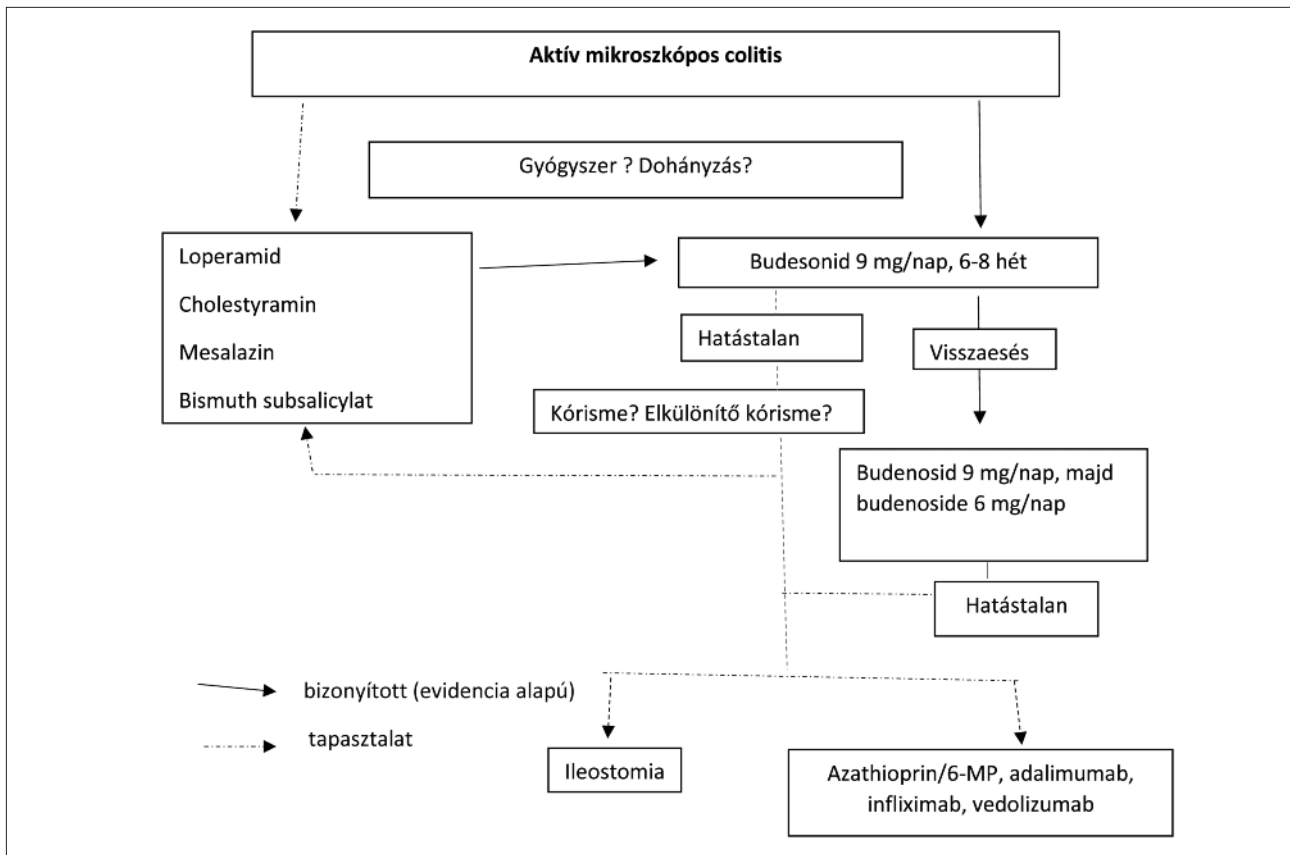 Aktív mikroszkópos colitis
Gyógyszer ? Dohányzás?
Loperamid
Cholestyramin
Mesalazin
Bismuth subsalicylat
Budesonid 9 mg/nap, 6-8 hét
Hatástalan
Visszaesés
Kórisme? Elkülönítő kórisme?
Budenosid 9 mg/nap, majd
budenoside 6 mg/nap
Hatástalan
bizonyított (evidencia alapú)
tapasztalat
Ileostomia
Azathioprin/6-MP, adalimumab,
infliximab, vedolizumab